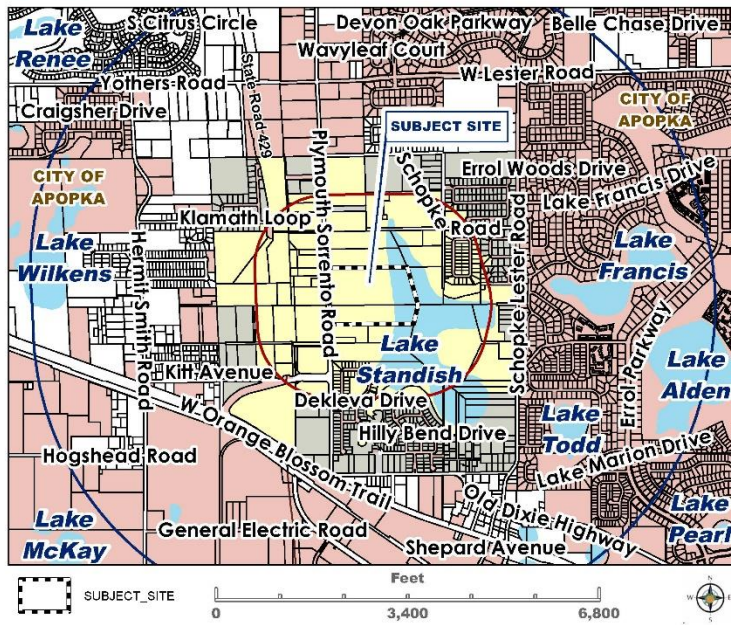 Lake
Renee
S Citrus Circle
Devon Oak Parkway
Belle Chase Drive
Wavyleaf Court
W Lester Road
Yothers Road
Craigsher Drive
State Road 429
CITY OF
APOPKA
SUBJECT SITE
CITY OF
APOPKA
Plymouth Sorrento Road
Schopke
Road
Errol Woods Drive
Lake Francis Drive
Klamath Loop
Lake
Wilkens
Hermit Smith Road
Schopke Lester Road
Lake
Francis
Errol Parkway
Lake
Standish
Kitt Avenue
Dekleva Drive
Lake
Alden
W Orange Blossom Trail
Hilly Bend Drive
Lake
Todd
Lake Marion Drive
Hogshead Road
Old Dixie Highway
Lake
McKay
General Electric Road
Shepard Avenue
Lake
Pearl
SUBJECT_SITE
Feet
0
3,400
6,800
N
W
E
S